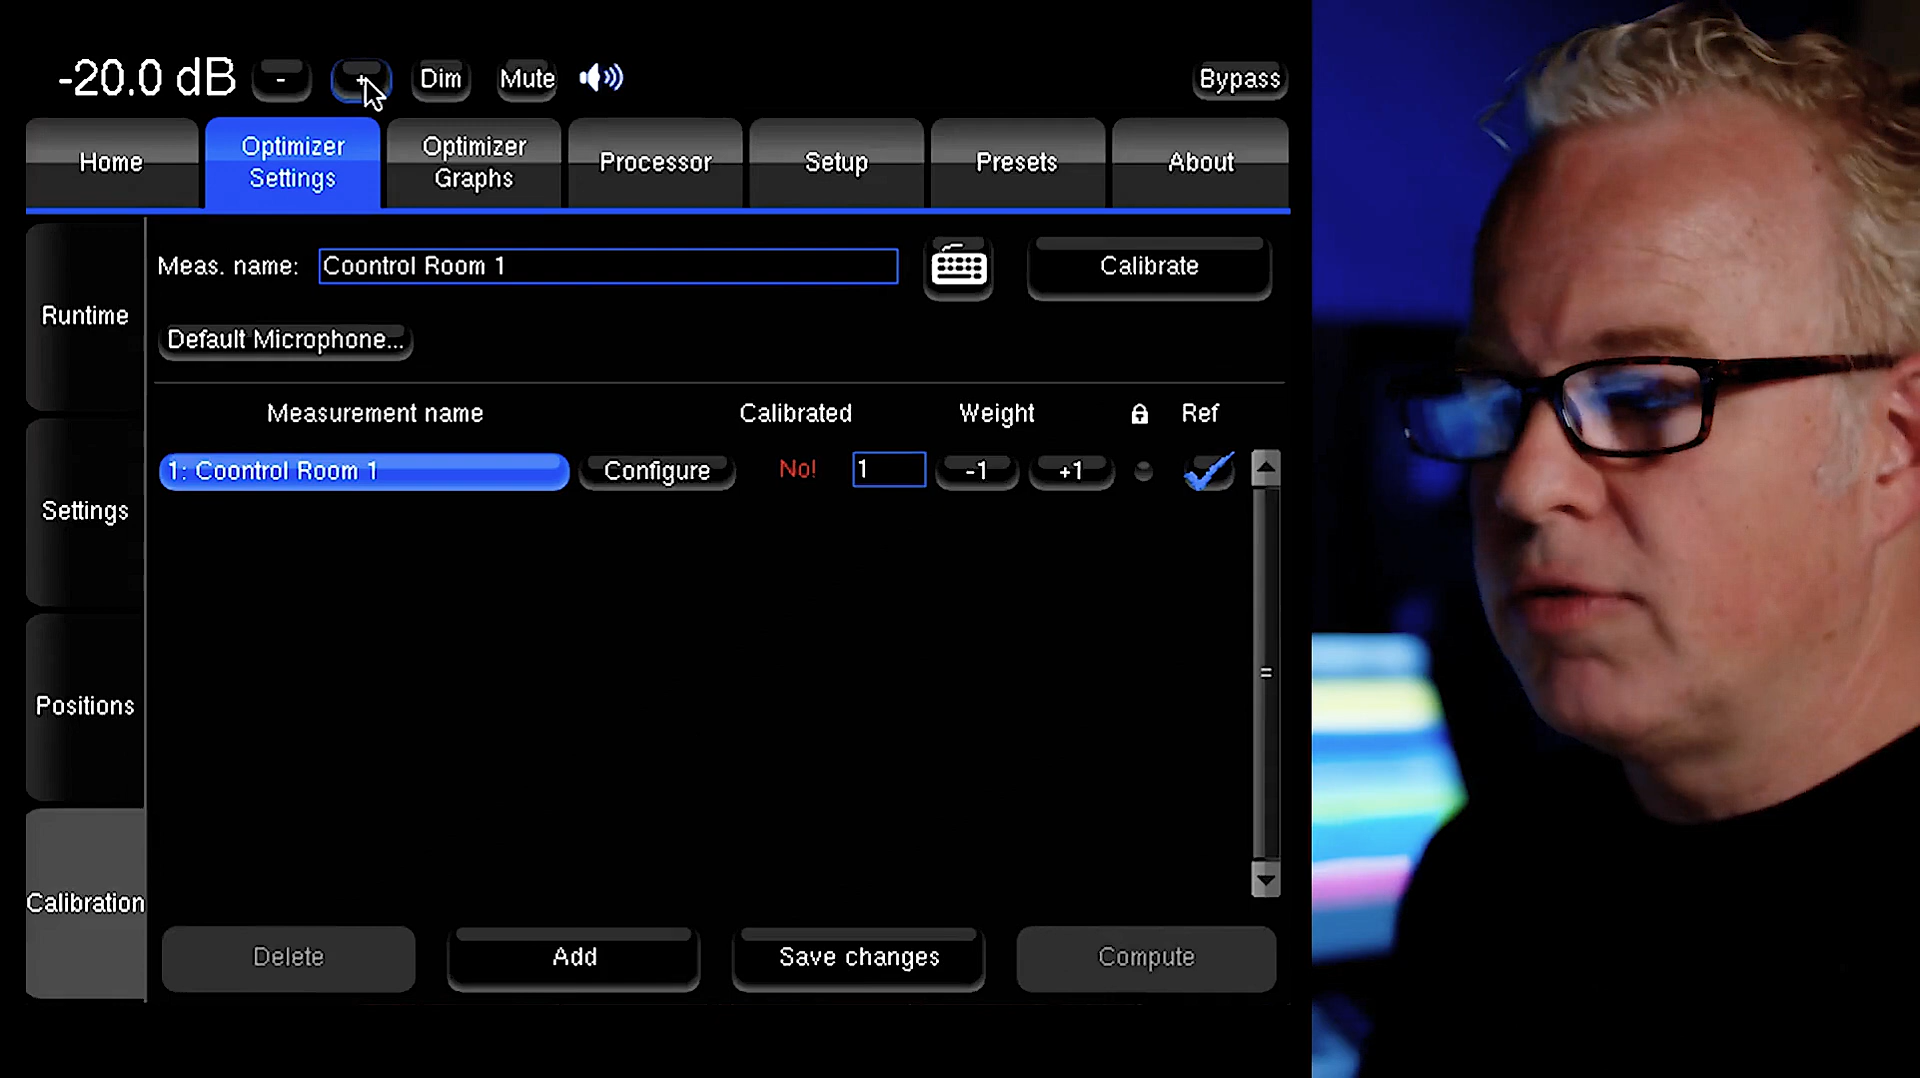 -20.0 dB - + Dim Mute Bypass
Home Optimizer Settings Optimizer Graphs Processor Setup Presets About
Meas. name: Coontrol Room 1 Calibrate
Default Microphone...
Runtime
Settings
Positions
Calibration
Measurement name Calibrated Weight Ref
1: Coontrol Room 1 Configure No! 1 -1 +1
Delete Add Save changes Compute